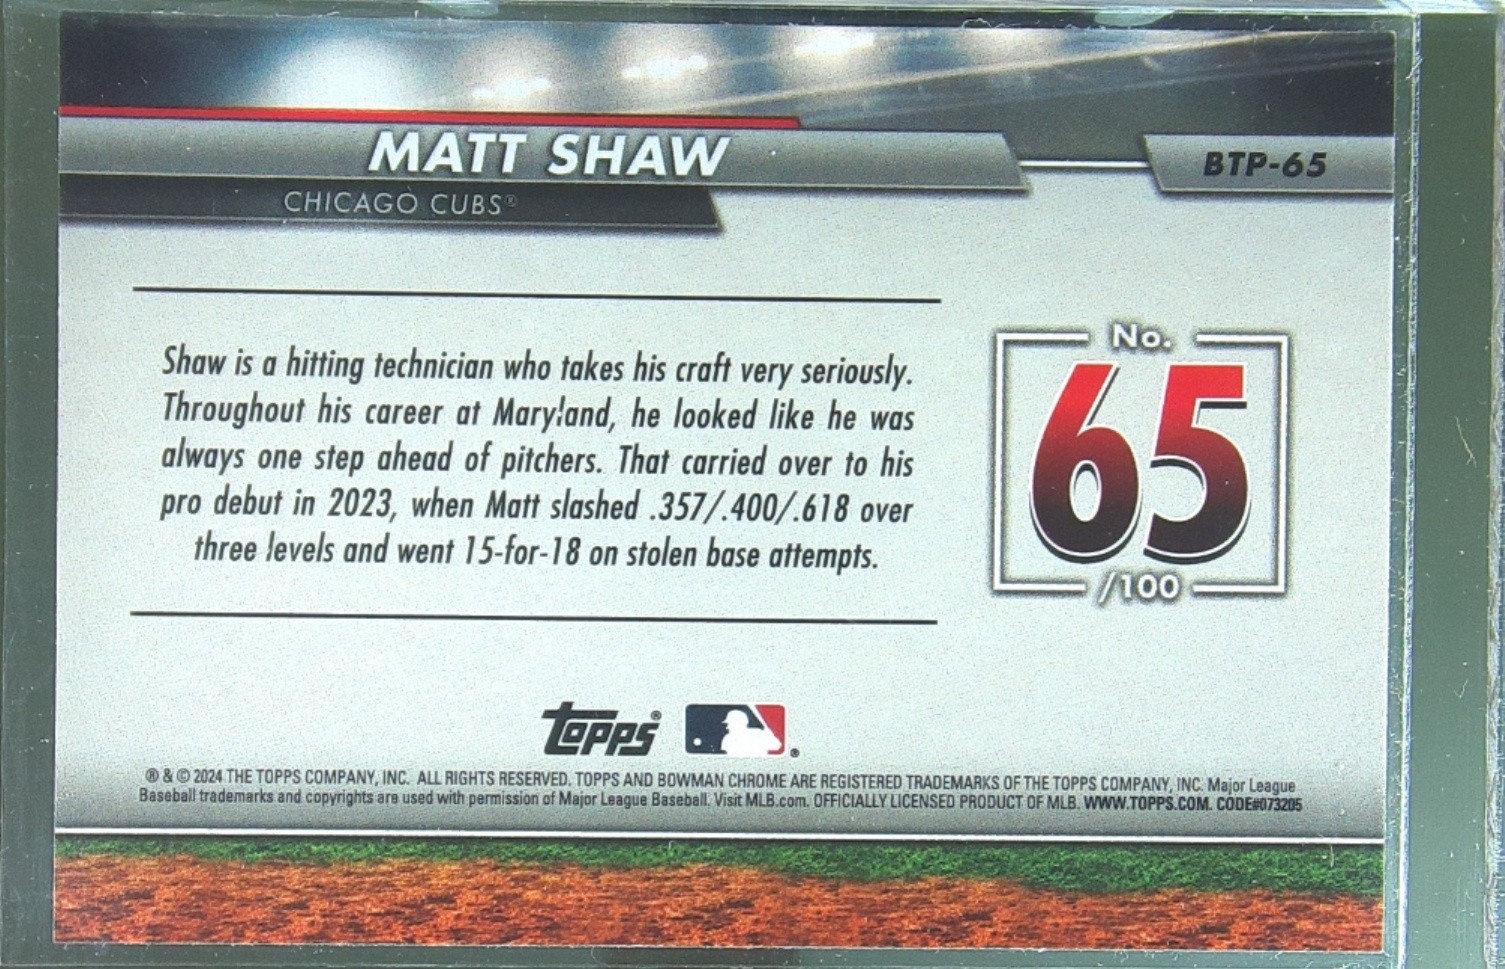 MATT SHAW
BTP-65
CHICAGO CUBS®
Shaw is a hitting technician who takes his craft very seriously.
Throughout his career at Maryland, he looked like he was
always one step ahead of pitchers. That carried over to his
pro debut in 2023, when Matt slashed .357/.400/.618 over
three levels and went 15-for-18 on stolen base attempts.
No.
65
/100
Topps®
®
® & © 2024 THE TOPPS COMPANY, INC. ALL RIGHTS RESERVED. TOPPS AND BOWMAN CHROME ARE REGISTERED TRADEMARKS OF THE TOPPS COMPANY, INC. Major League
Baseball trademarks and copyrights are used with permission of Major League Baseball. Visit MLB.com. OFFICIALLY LICENSED PRODUCT OF MLB. WWW.TOPPS.COM. CODE#073205